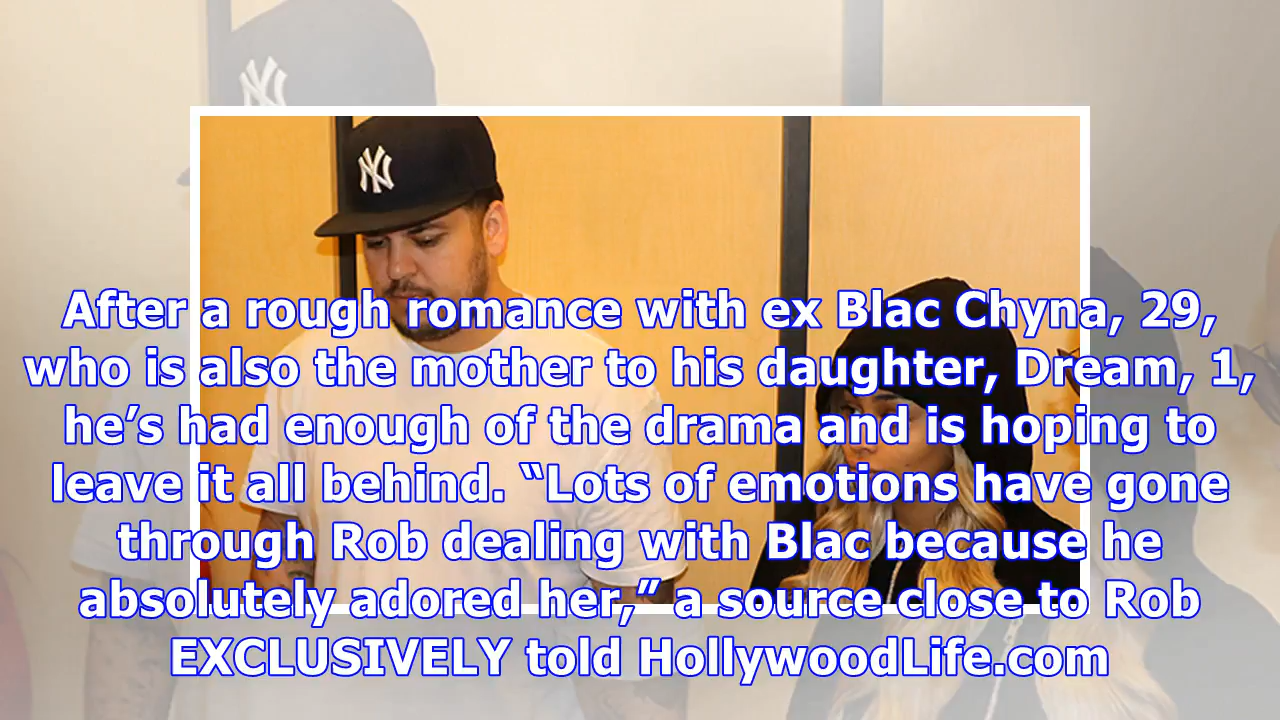 NY
NY
After a rough romance with ex Blac Chyna, 29,
who is also the mother to his daughter, Dream, 1,
he’s had enough of the drama and is hoping to
leave it all behind. “Lots of emotions have gone
through Rob dealing with Blac because he
absolutely adored her,” a source close to Rob
EXCLUSIVELY told HollywoodLife.com